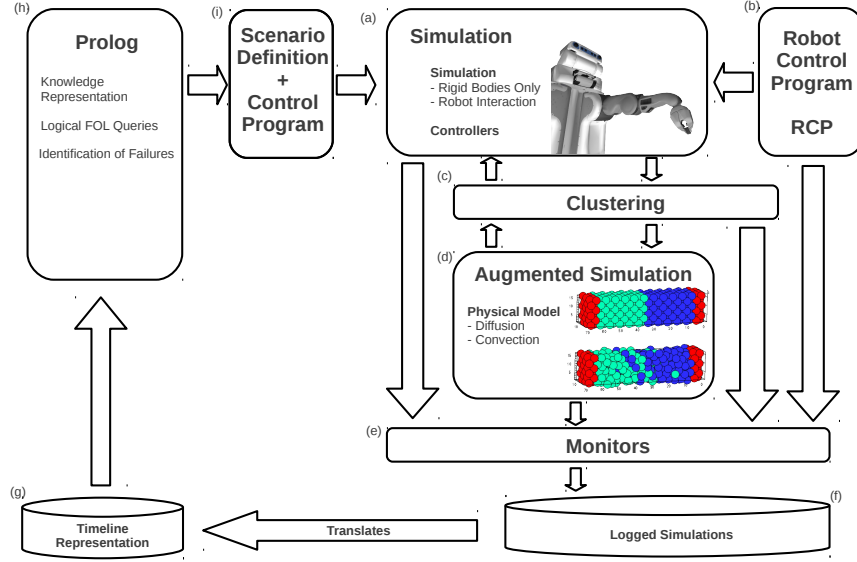 (h)
Prolog
Knowledge
Representation
Logical FOL Queries
Identification of Failures
(i)
Scenario
Definition
+
Control
Program
(a)
Simulation
Simulation
- Rigid Bodies Only
- Robot Interaction
Controllers
(b)
Robot
Control
Program
RCP
(c)
Clustering
(d)
Augmented Simulation
Physical Model
- Diffusion
- Convection
(e)
Monitors
(f)
Logged Simulations
Translates
(g)
Timeline
Representation